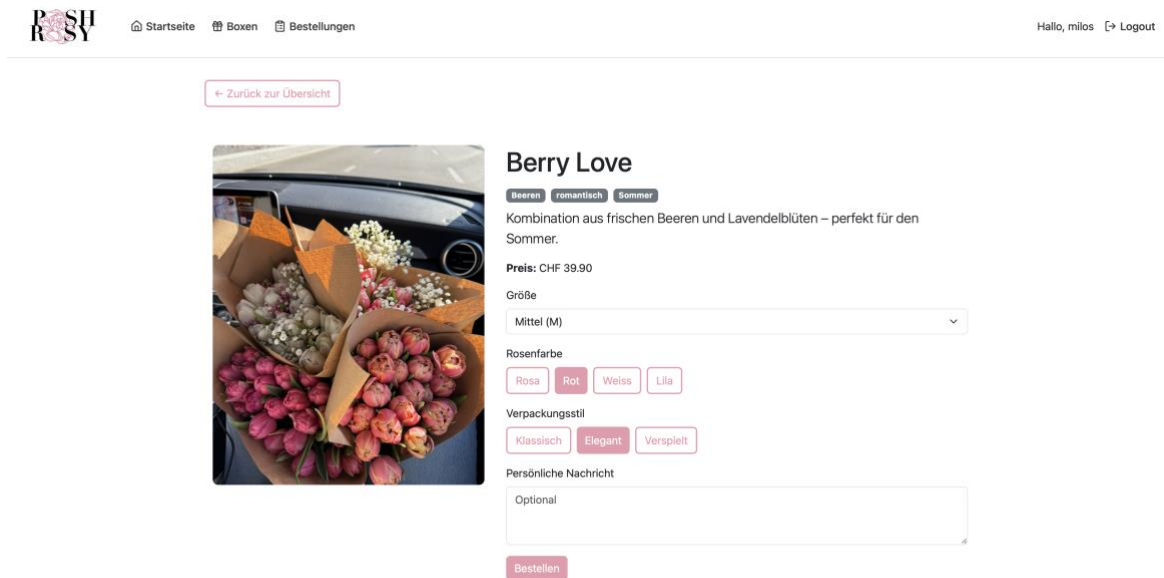 POSH
ROSY
Startseite
Boxen
Bestellungen
Hallo, milos
Logout
← Zurück zur Übersicht
Berry Love
Beeren romantisch Sommer
Kombination aus frischen Beeren und Lavendelblüten – perfekt für den
Sommer.
Preis: CHF 39.90
Größe
Mittel (M)
Rosenfarbe
Rosa Rot Weiss Lila
Verpackungsstil
Klassisch Elegant Verspielt
Persönliche Nachricht
Optional
Bestellen